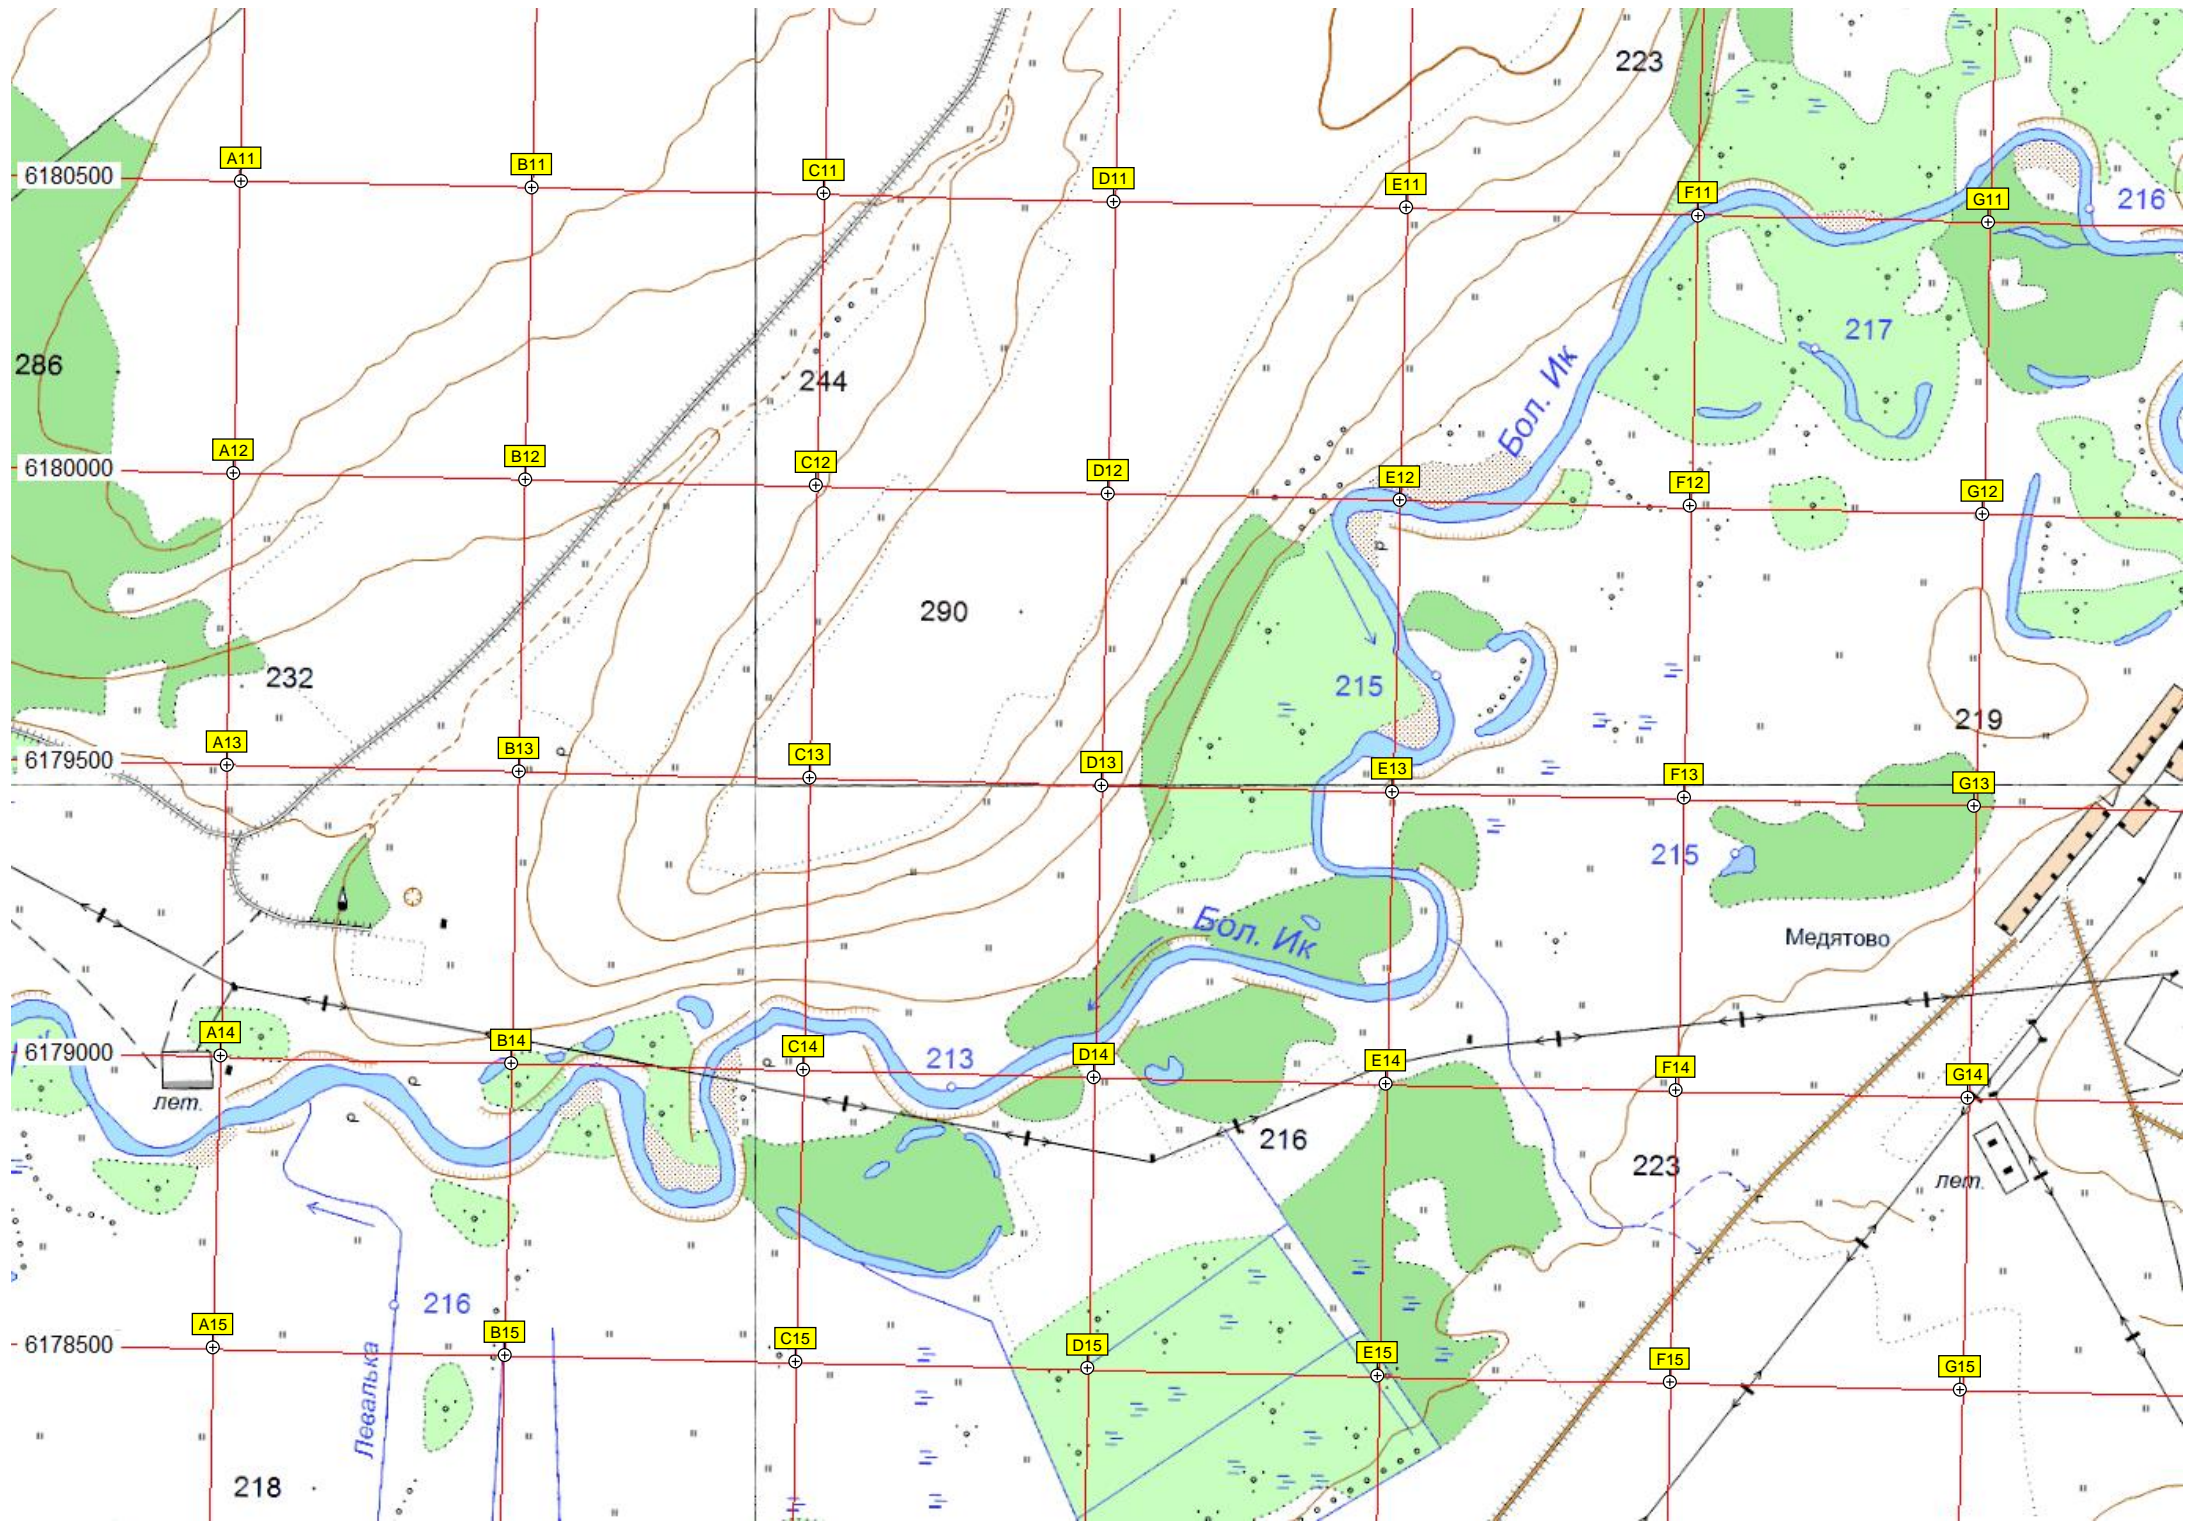 223
A11
B11
C11
D11
E11
F11
G11
6180500
216
217
286
244
Бол. Ик
A12
B12
C12
D12
E12
F12
G12
6180000
290
232
215
219
A13
B13
C13
D13
E13
F13
G13
6179500
215
Бол. Ик
Медятово
A14
B14
C14
D14
E14
F14
G14
6179000
213
лет.
216
223
лет.
216
A15
B15
C15
D15
E15
F15
G15
6178500
Левалька
218